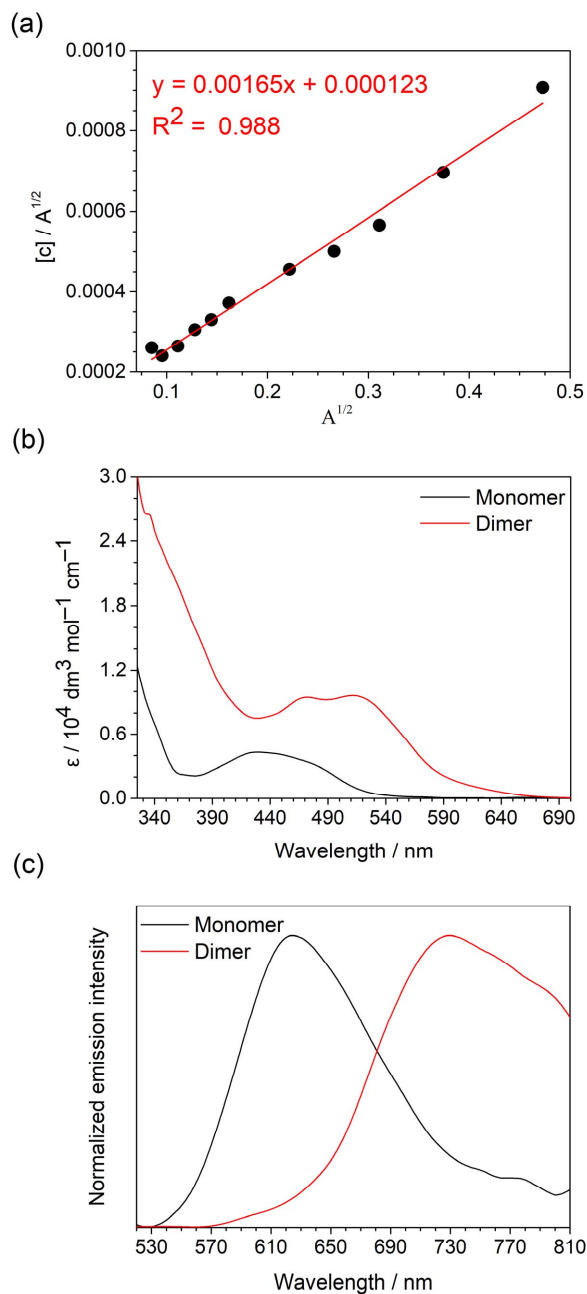 (a)
0.0010
0.0008
0.0006
0.0004
0.0002
[c] / A^1/2
y = 0.00165x + 0.000123
R² = 0.988
0.1 0.2 0.3 0.4 0.5
A^1/2
(b)
3.0
2.4
1.8
1.2
0.6
0.0
ε / 10⁴ dm³ mol⁻¹ cm⁻¹
Monomer
Dimer
340 390 440 490 540 590 640 690
Wavelength / nm
(c)
Normalized emission intensity
Monomer
Dimer
530 570 610 650 690 730 770 810
Wavelength / nm